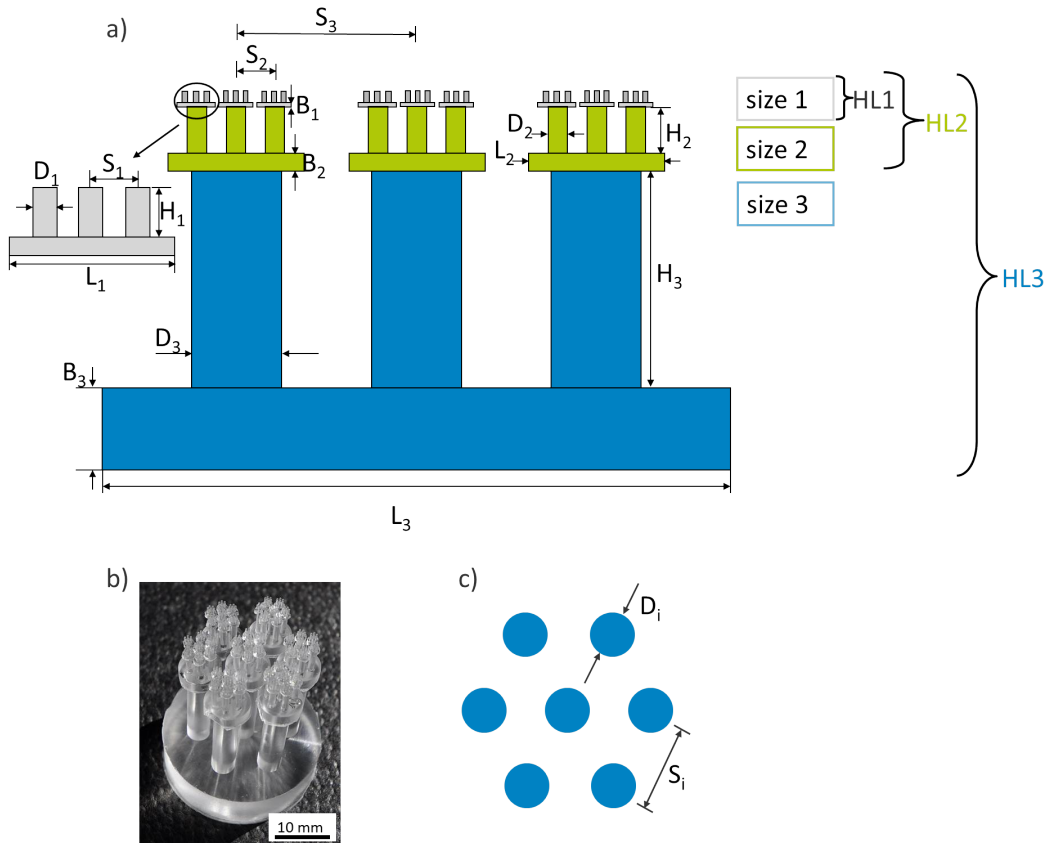 a)
S3
S2
B1
D2
H2
L2
B2
D1
S1
H1
L1
H3
D3
B3
L3
size 1
HL1
size 2
HL2
size 3
HL3
b)
10 mm
c)
Di
Si